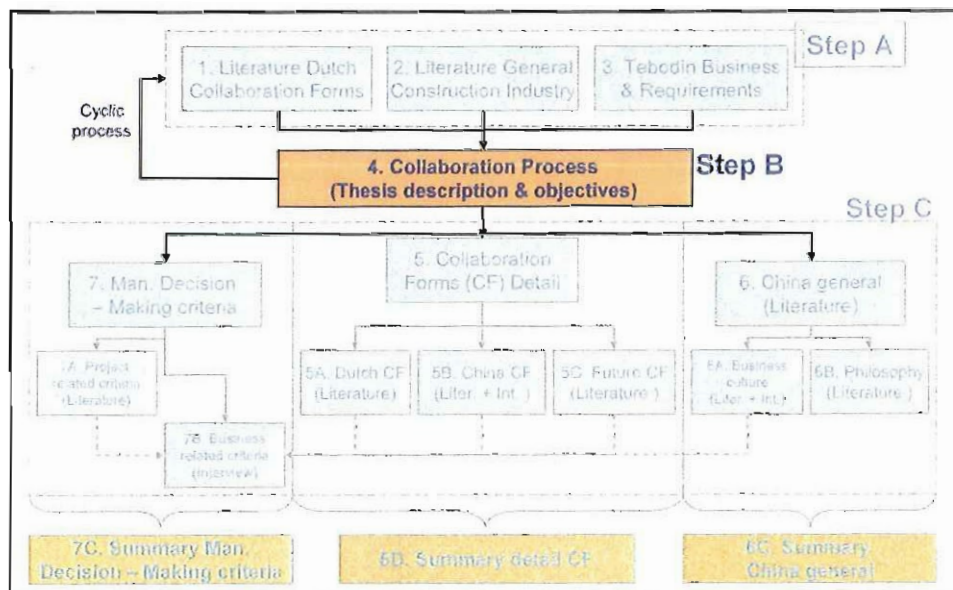 Step A
1. Literature Dutch
Collaboration Forms
2. Literature General
Construction Industry
3. Tebodin Business
& Requirements
Cyclic
process
4. Collaboration Process
(Thesis description & objectives)
Step B
Step C
7. Man. Decision
– Making criteria
5. Collaboration
Forms (CF) Detail
6. China general
(Literature)
7A. Project
related criteria
(Literature)
5A. Dutch CF
(Literature)
5B. China CF
(Liter. + Int.)
5C. Future CF
(Literature)
6A. Business
culture
(Liter. + Int.)
6B. Philosophy
(Literature)
7B. Business
related criteria
(Interview)
7C. Summary Man.
Decision – Making criteria
5D. Summary detail CF
6C. Summary
China general